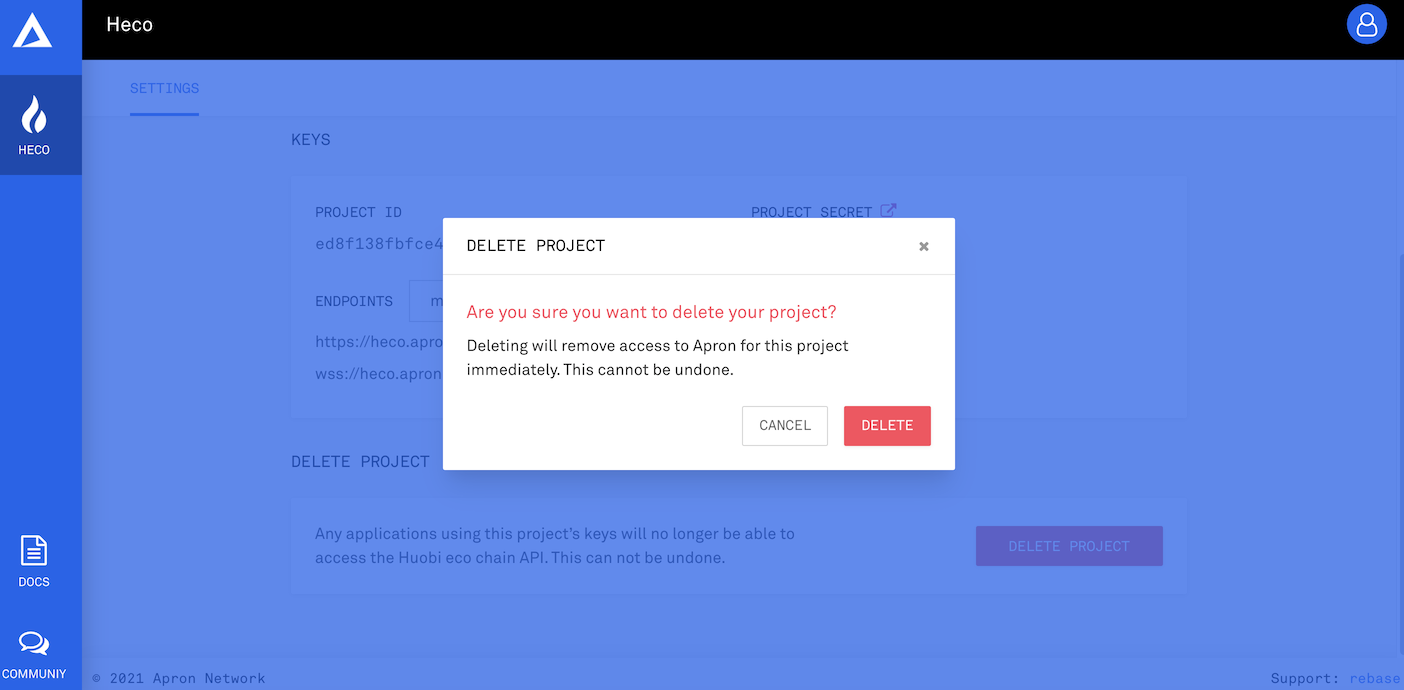 Heco
HECO
SETTINGS
KEYS
PROJECT ID
PROJECT SECRET
ed8f138fbfce4
ENDPOINTS
https://heco.apro
wss://heco.apron
DELETE PROJECT
Are you sure you want to delete your project?
Deleting will remove access to Apron for this project
immediately. This cannot be undone.
CANCEL
DELETE
DELETE PROJECT
Any applications using this project's keys will no longer be able to
access the Huobi eco chain API. This can not be undone.
DELETE PROJECT
DOCS
COMMUNIY
© 2021 Apron Network
Support: rebase